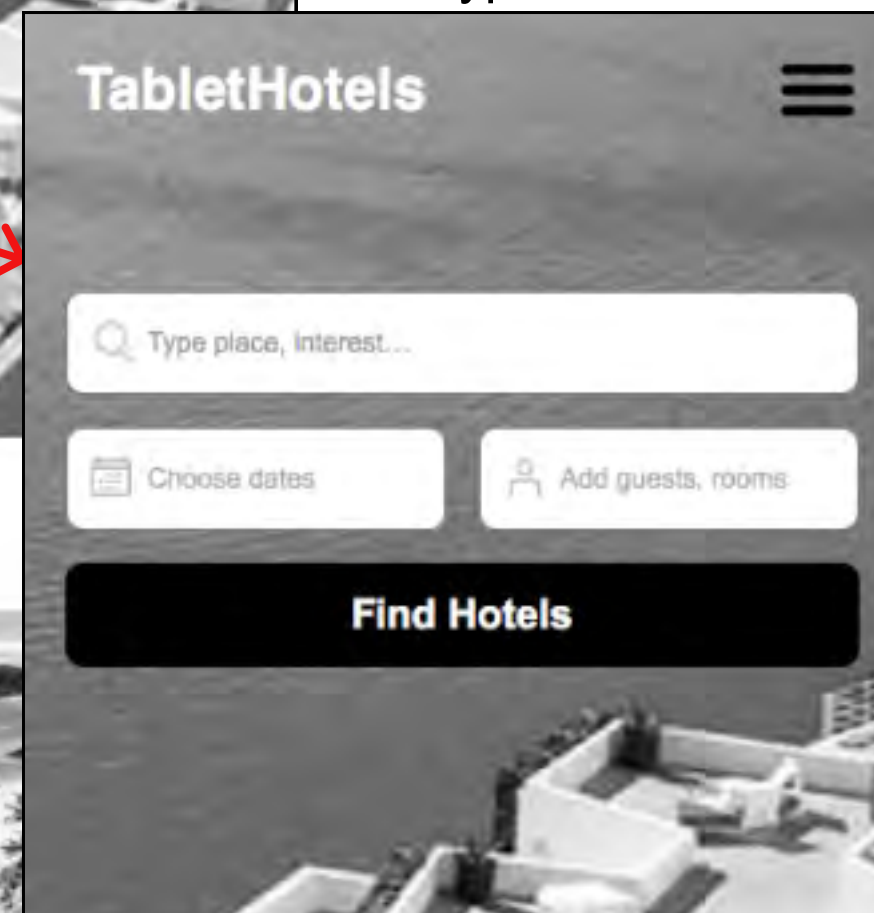 TabletHotels
Type place, interest...
Choose dates
Add guests, rooms
Find Hotels